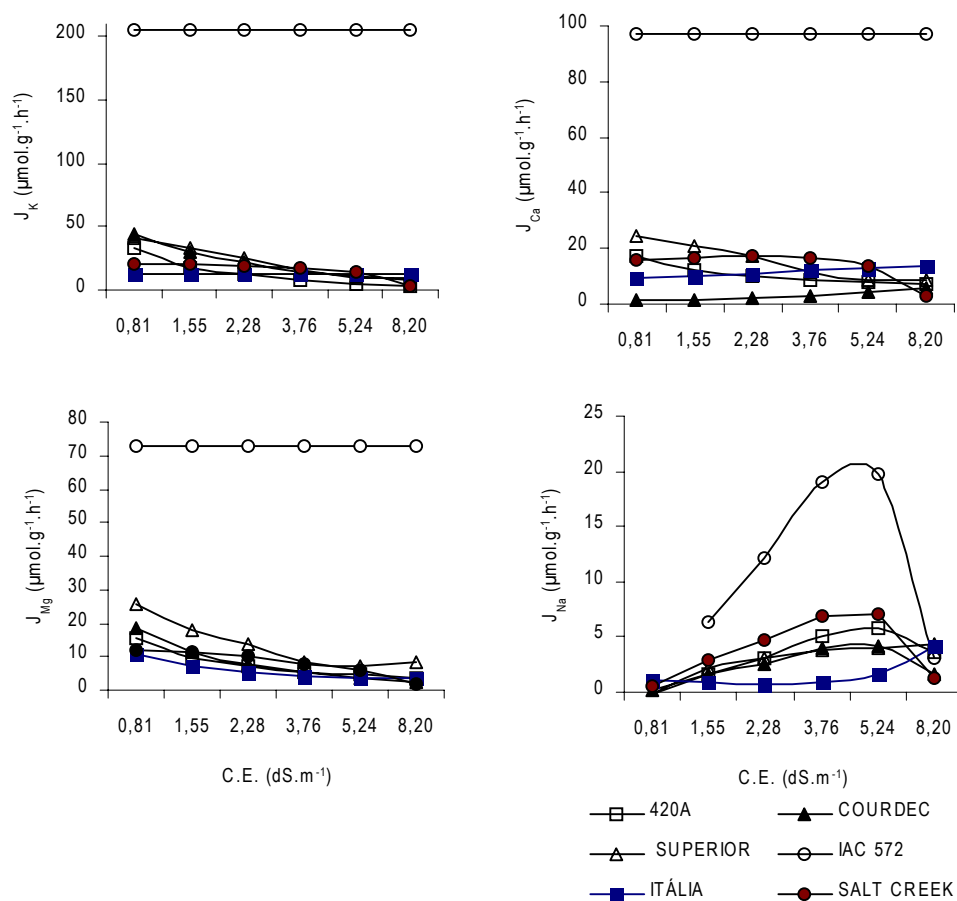 J_K (µmol.g⁻¹.h⁻¹)
200
150
100
50
0
0,81 1,55 2,28 3,76 5,24 8,20
J_Ca (µmol.g⁻¹.h⁻¹)
100
80
60
40
20
0
0,81 1,55 2,28 3,76 5,24 8,20
J_Mg (µmol.g⁻¹.h⁻¹)
80
70
60
50
40
30
20
10
0
0,81 1,55 2,28 3,76 5,24 8,20
C.E. (dS.m⁻¹)
J_Na (µmol.g⁻¹.h⁻¹)
25
20
15
10
5
0
0,81 1,55 2,28 3,76 5,24 8,20
C.E. (dS.m⁻¹)
420A COURDEC
SUPERIOR IAC 572
ITÁLIA SALT CREEK